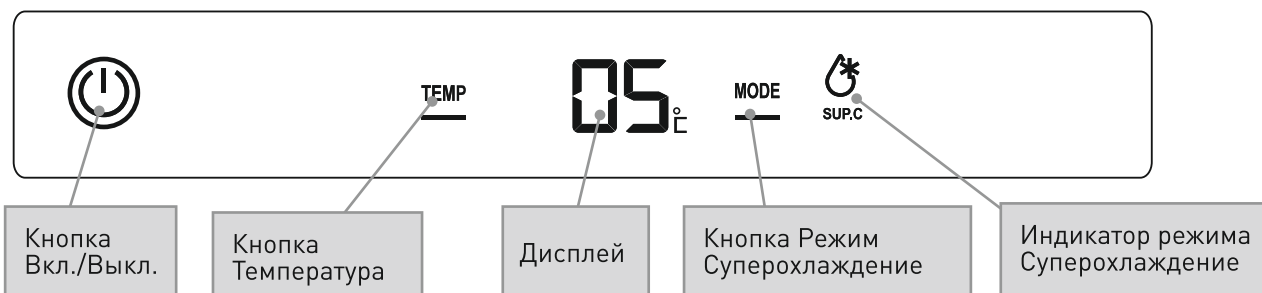 TEMP
05 °C
MODE
SUP.C
Кнопка
Вкл./Выкл.
Кнопка
Температура
Дисплей
Кнопка Режим
Суперохлаждение
Индикатор режима
Суперохлаждение